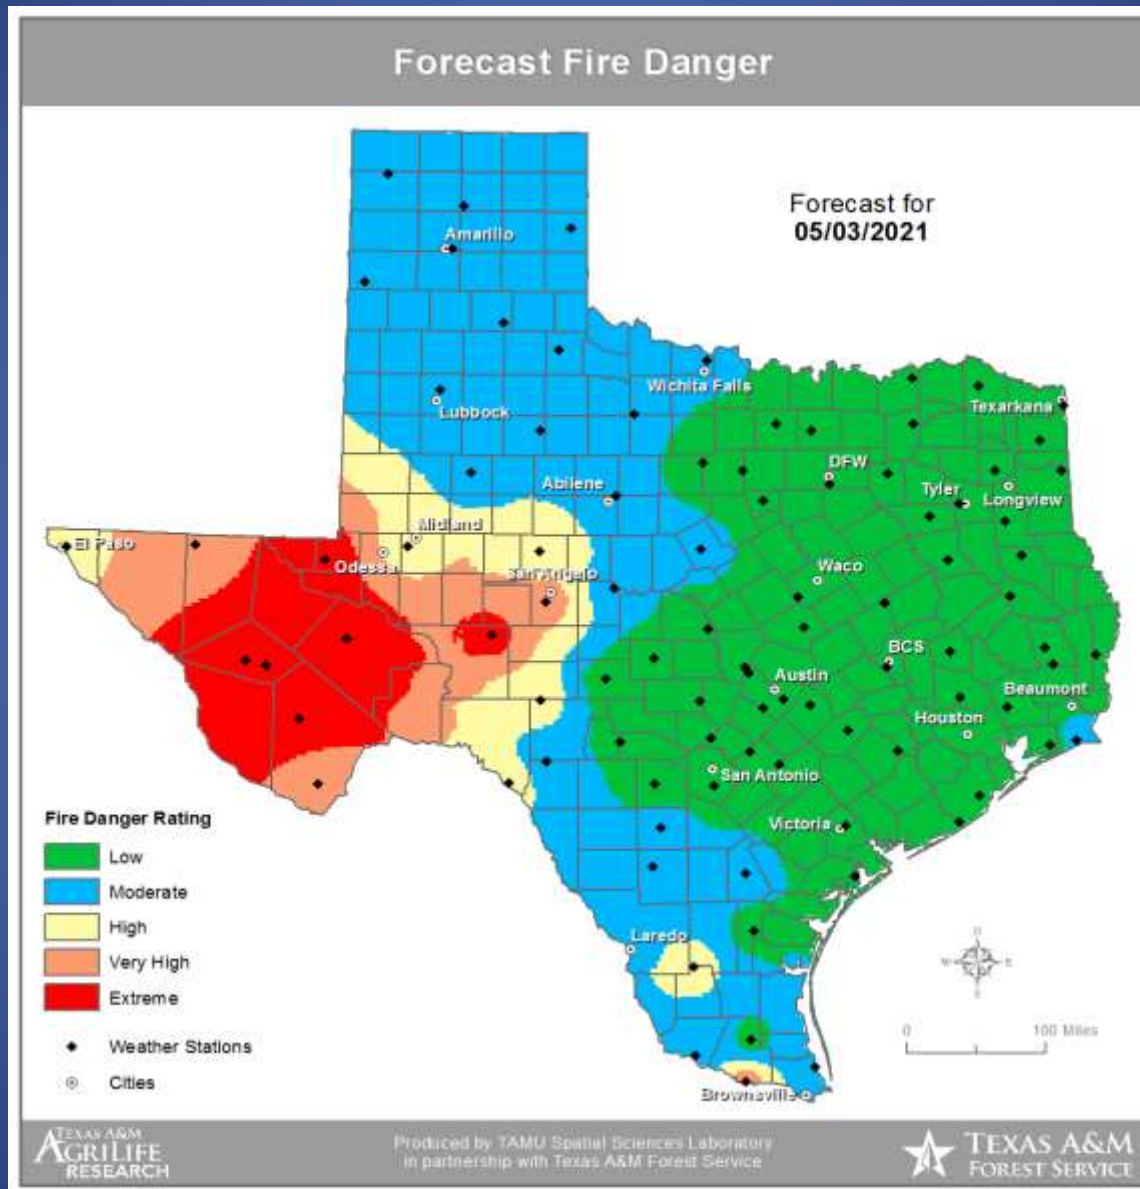 Forecast Fire Danger
Forecast for
05/03/2021
Amarillo
Wichita Falls
Lubbock
Texarkana
DFW
Abilene
Tyler
Longview
Midland
El Paso
Odessa
San Angelo
Waco
BCS
Austin
Beaumont
Houston
San Antonio
Victoria
Laredo
Brownsville
Fire Danger Rating
Low
Moderate
High
Very High
Extreme
Weather Stations
Cities
N
W E
S
0 100 Miles
TEXAS A&M
AGRILIFE
RESEARCH
Produced by TAMU Spatial Sciences Laboratory
in partnership with Texas A&M Forest Service
TEXAS A&M
FOREST SERVICE